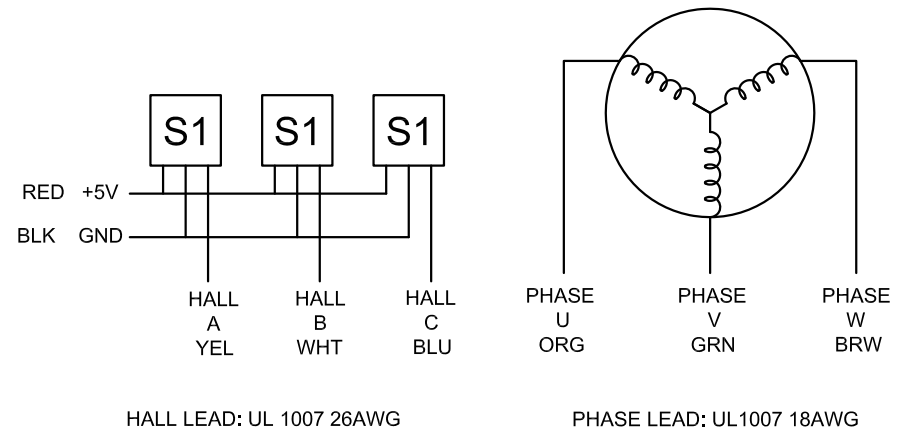 S1 S1 S1
RED +5V
BLK GND
HALL
A
YEL
HALL
B
WHT
HALL
C
BLU
PHASE
U
ORG
PHASE
V
GRN
PHASE
W
BRW
HALL LEAD: UL 1007 26AWG
PHASE LEAD: UL1007 18AWG